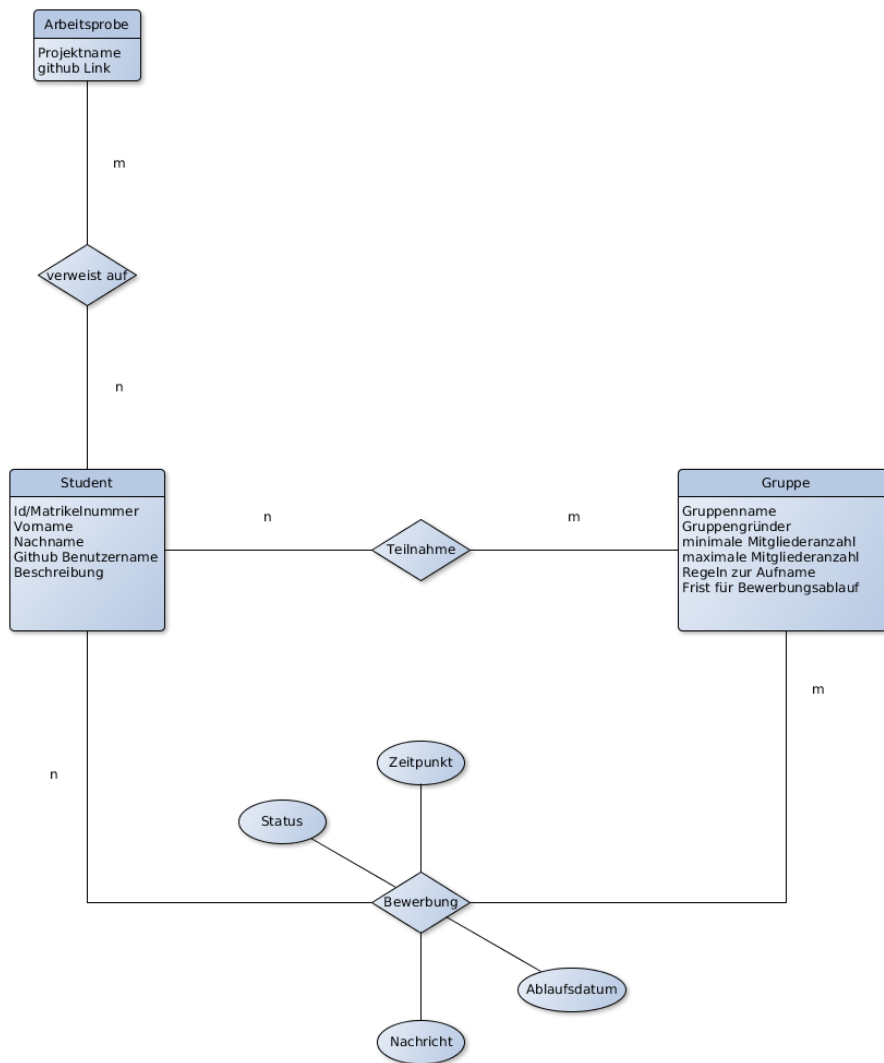 Arbeitsprobe
Projektname
github Link
m
verweist auf
n
Student
Id/Matrikelnummer
Vorname
Nachname
Github Benutzername
Beschreibung
n
Teilnahme
m
Gruppe
Gruppenname
Gruppengründer
minimale Mitgliederanzahl
maximale Mitgliederanzahl
Regeln zur Aufname
Frist für Bewerbungsablauf
m
n
Zeitpunkt
Status
Bewerbung
Ablaufsdatum
Nachricht